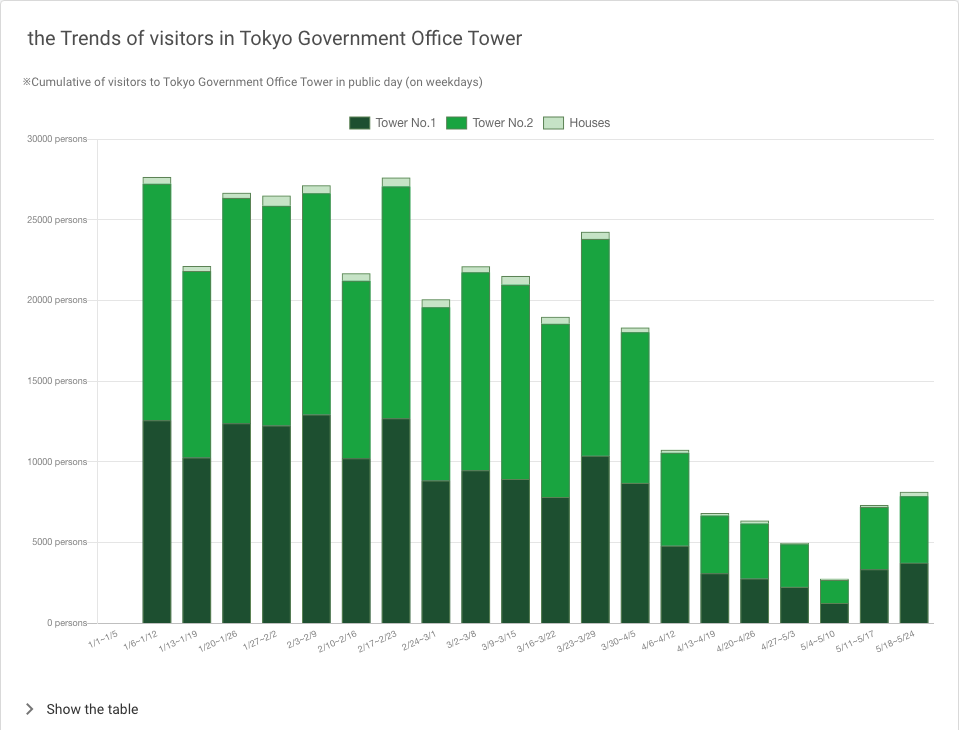 the Trends of visitors in Tokyo Government Office Tower
※Cumulative of visitors to Tokyo Government Office Tower in public day (on weekdays)
Tower No.1 Tower No.2 Houses
30000 persons
25000 persons
20000 persons
15000 persons
10000 persons
5000 persons
0 persons
1/1~1/5 1/6~1/12 1/13~1/19 1/20~1/26 1/27~2/2 2/3~2/9 2/10~2/16 2/17~2/23 2/24~3/1 3/2~3/8 3/9~3/15 3/16~3/22 3/23~3/29 3/30~4/5 4/6~4/12 4/13~4/19 4/20~4/26 4/27~5/3 5/4~5/10 5/11~5/17 5/18~5/24
Show the table